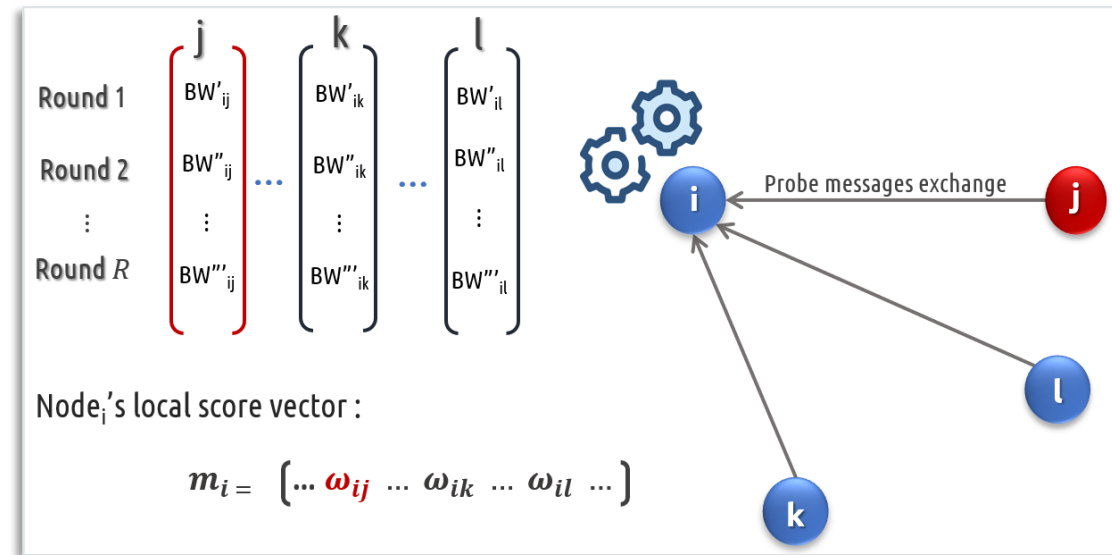 j k l
Round 1 BW'ij BW'ik BW'il
Round 2 BW"ij ... BW"ik ... BW"il
⋮ ⋮ ⋮ ⋮
Round R BW"'ij BW"'ik BW"'il
Nodei's local score vector :
mi = [... ωij ... ωik ... ωil ...]
i
Probe messages exchange
j
l
k